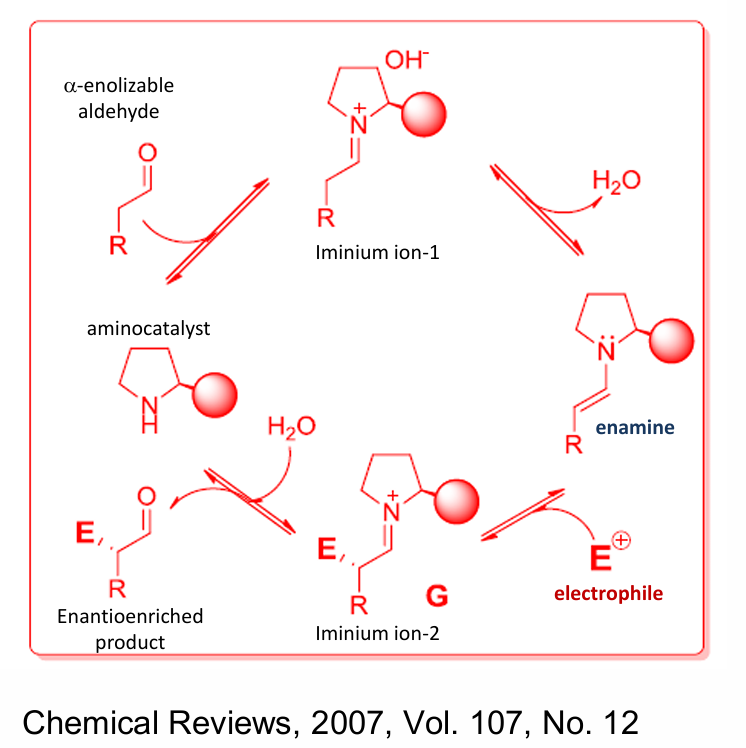 α-enolizable
aldehyde
O
R
OH⁻
+
N
R
Iminium ion-1
H₂O
N
R
enamine
aminocatalyst
N
H
H₂O
O
E
R
Enantioenriched
product
+
N
E
R
G
Iminium ion-2
E⊕
electrophile
Chemical Reviews, 2007, Vol. 107, No. 12